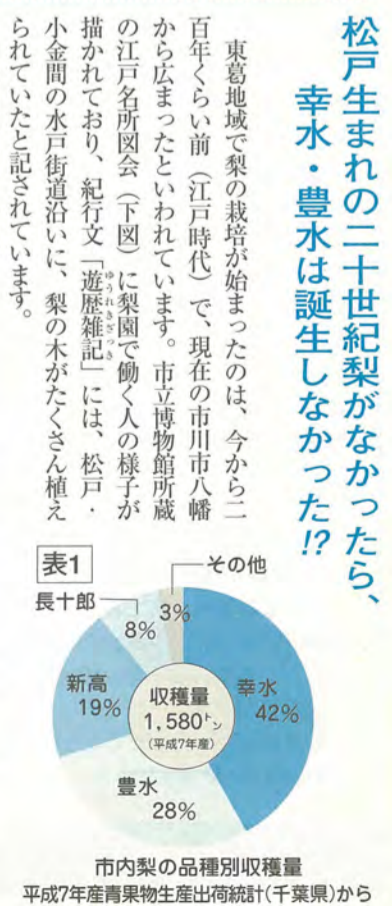 松戸生まれの二十世紀梨がなかったら、
幸水・豊水は誕生しなかった!?
東葛地域で梨の栽培が始まったのは、今から二
百年くらい前（江戸時代）で、現在の市川市八幡
から広まったといわれています。市立博物館所蔵
の江戸名所図会（下図）に梨園で働く人の様子が
描かれており、紀行文「遊歴雑記」には、松戸・
ゆうれきざっき
小金間の水戸街道沿いに、梨の木がたくさん植え
られていたと記されています。
表1
その他
3%
長十郎
8%
新高
19%
収穫量
1,580トン
(平成7年産)
幸水
42%
豊水
28%
市内梨の品種別収穫量
平成7年産青果物生産出荷統計(千葉県)から